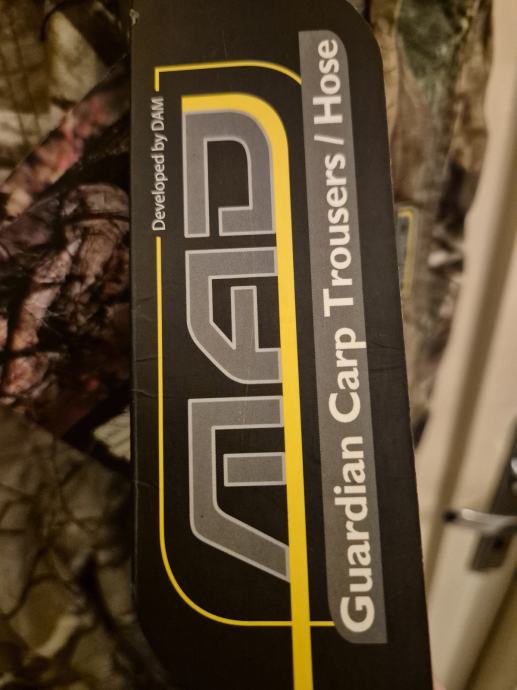 Developed by DAM
MAD
Guardian Carp Trousers / Hose